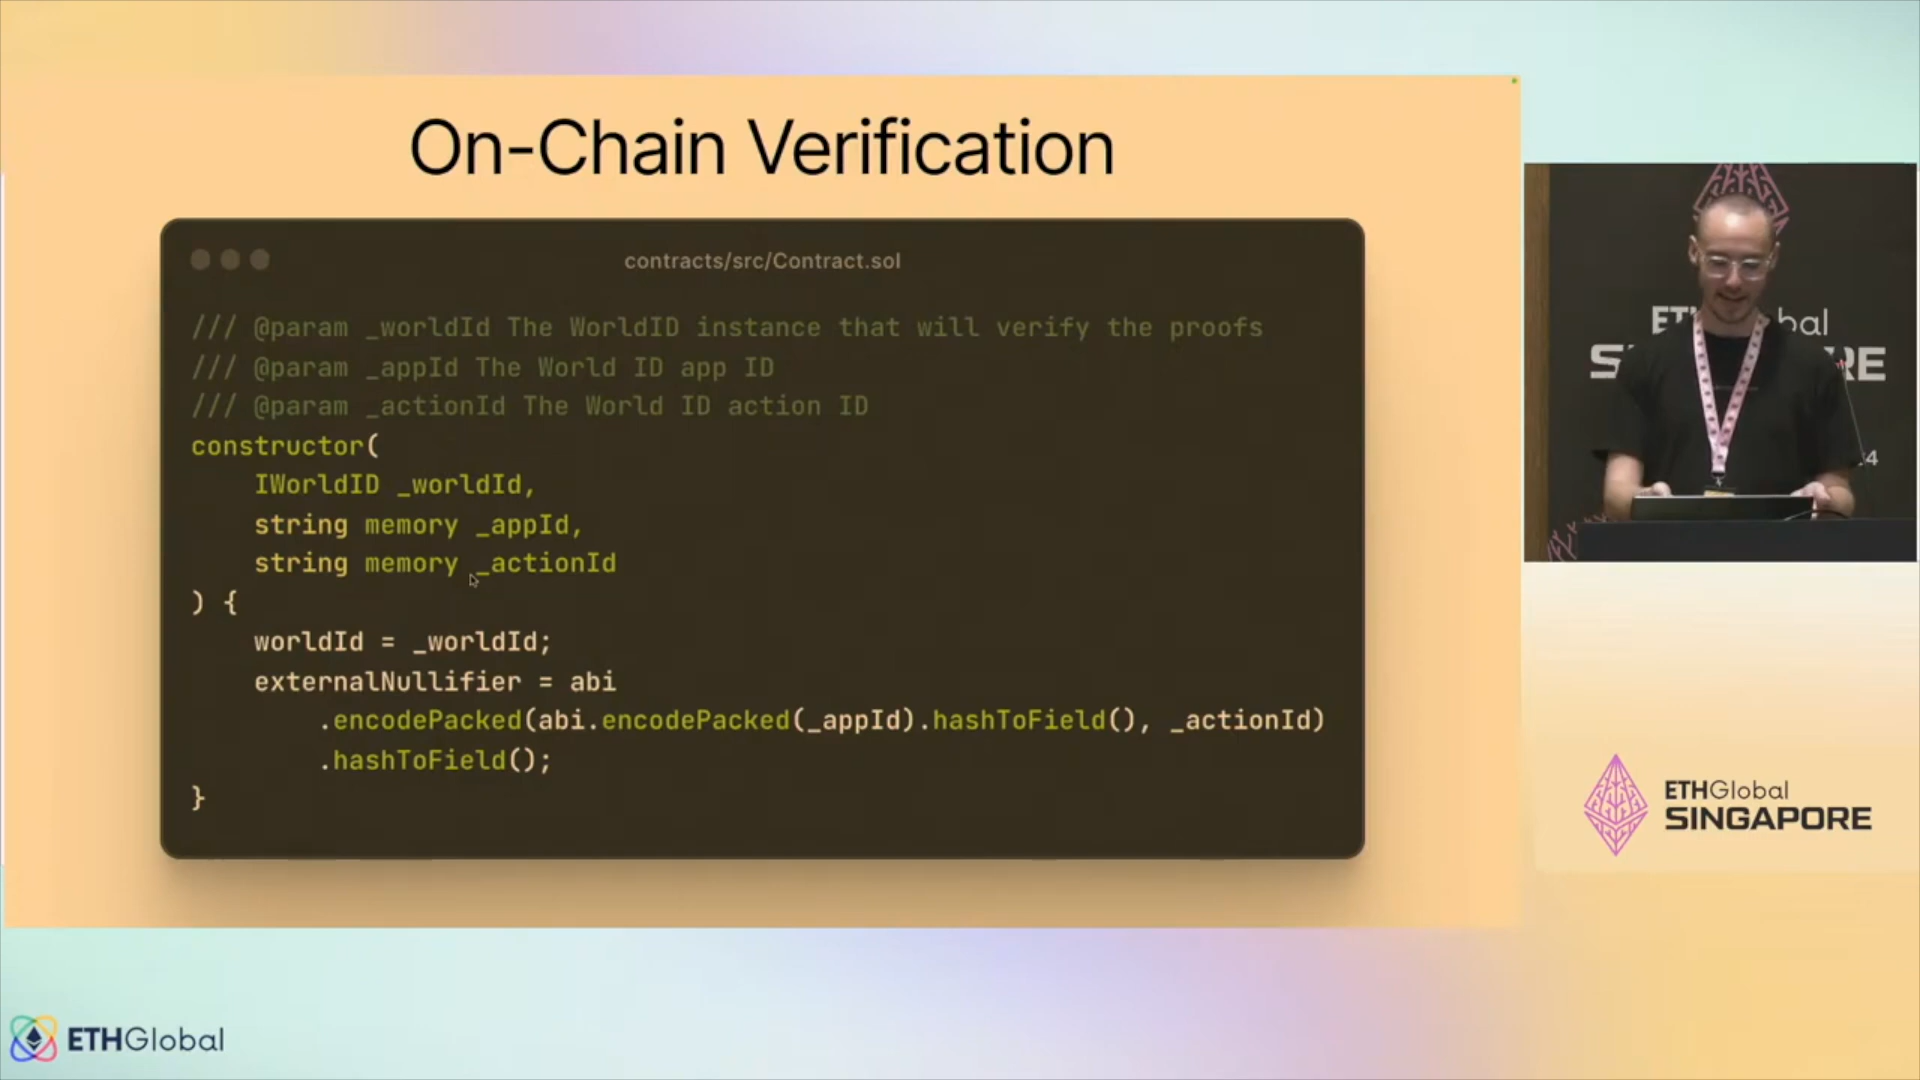 On-Chain Verification
contracts/src/Contract.sol
/// @param _worldId The WorldID instance that will verify the proofs
/// @param _appId The World ID app ID
/// @param _actionId The World ID action ID
constructor(
    IWorldID _worldId,
    string memory _appId,
    string memory _actionId
) {
    worldId = _worldId;
    externalNullifier = abi
        .encodePacked(abi.encodePacked(_appId).hashToField(), _actionId)
        .hashToField();
}
ETHGlobal
SINGAPORE
ETHGlobal